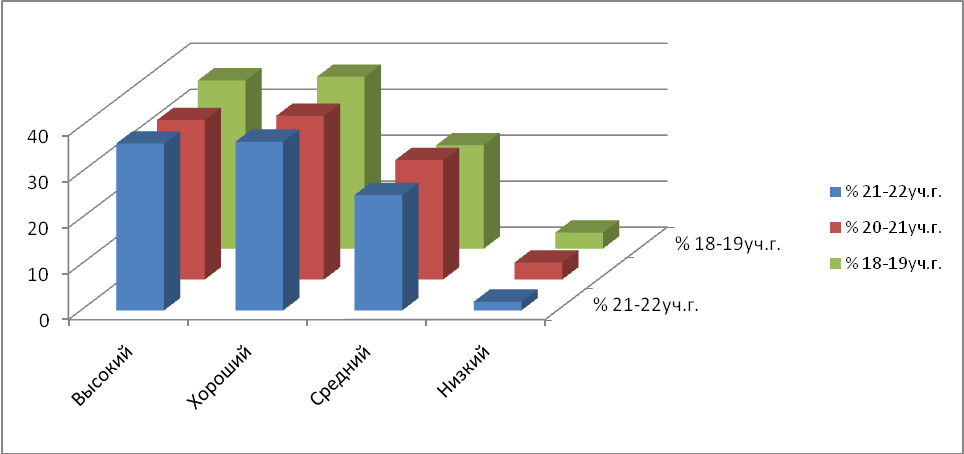 40
30
20
10
0
Высокий
Хороший
Средний
Низкий
% 18-19уч.г.
% 21-22уч.г.
% 21-22уч.г.
% 20-21уч.г.
% 18-19уч.г.